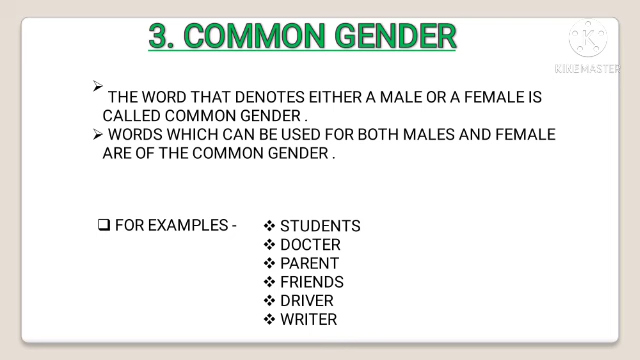 3. COMMON GENDER
KINEMASTER
➢ THE WORD THAT DENOTES EITHER A MALE OR A FEMALE IS
CALLED COMMON GENDER .
➢ WORDS WHICH CAN BE USED FOR BOTH MALES AND FEMALE
ARE OF THE COMMON GENDER .
❑ FOR EXAMPLES -
❖ STUDENTS
❖ DOCTER
❖ PARENT
❖ FRIENDS
❖ DRIVER
❖ WRITER